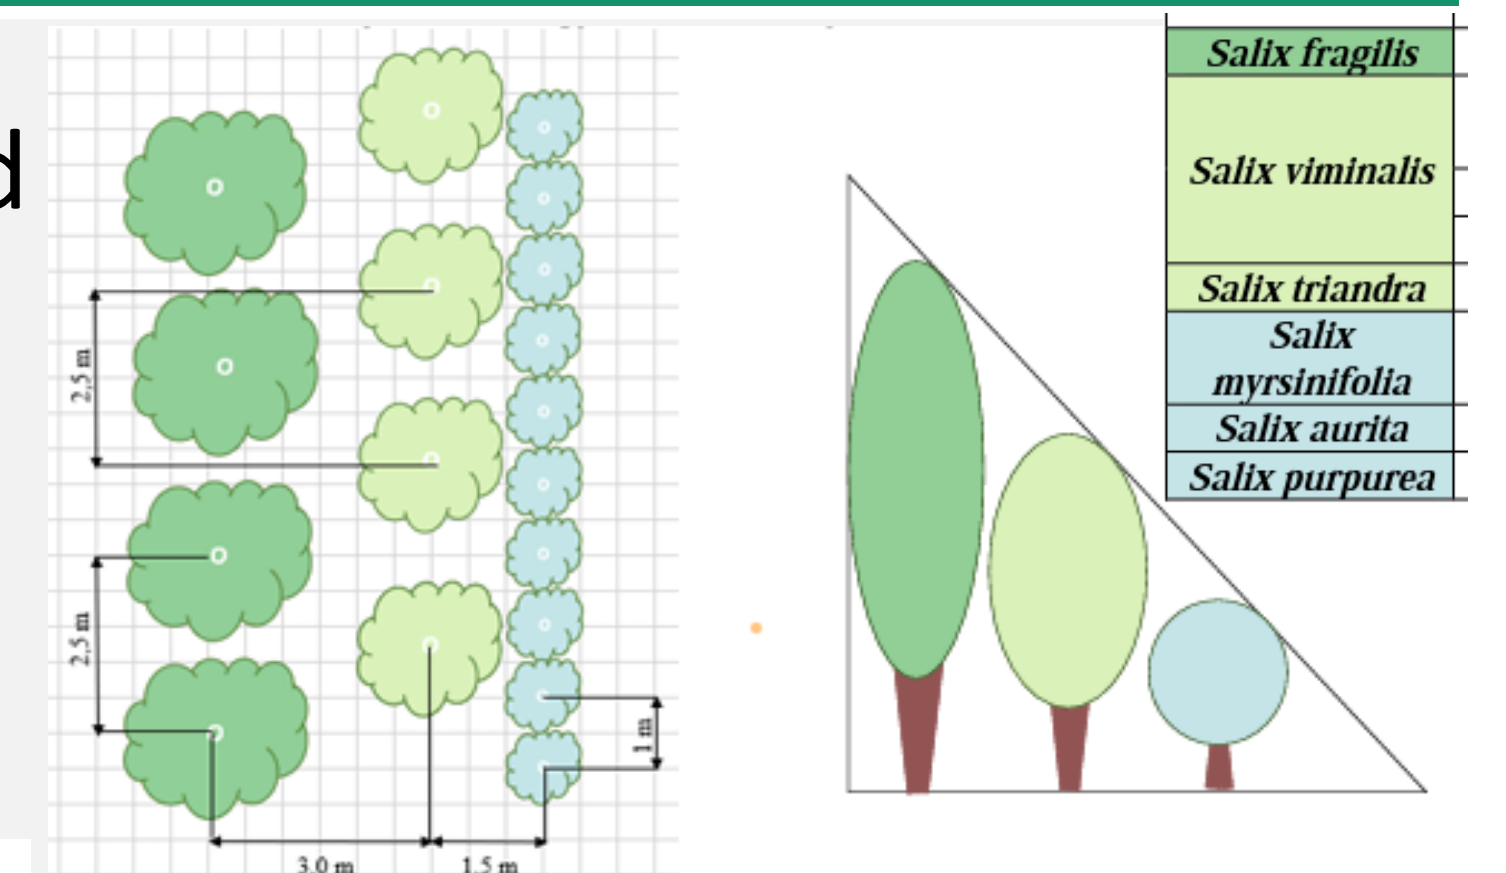 d
2,5 m
2,5 m
1 m
3,0 m
1,5 m
Salix fragilis
Salix viminalis
Salix triandra
Salix
myrsinifolia
Salix aurita
Salix purpurea